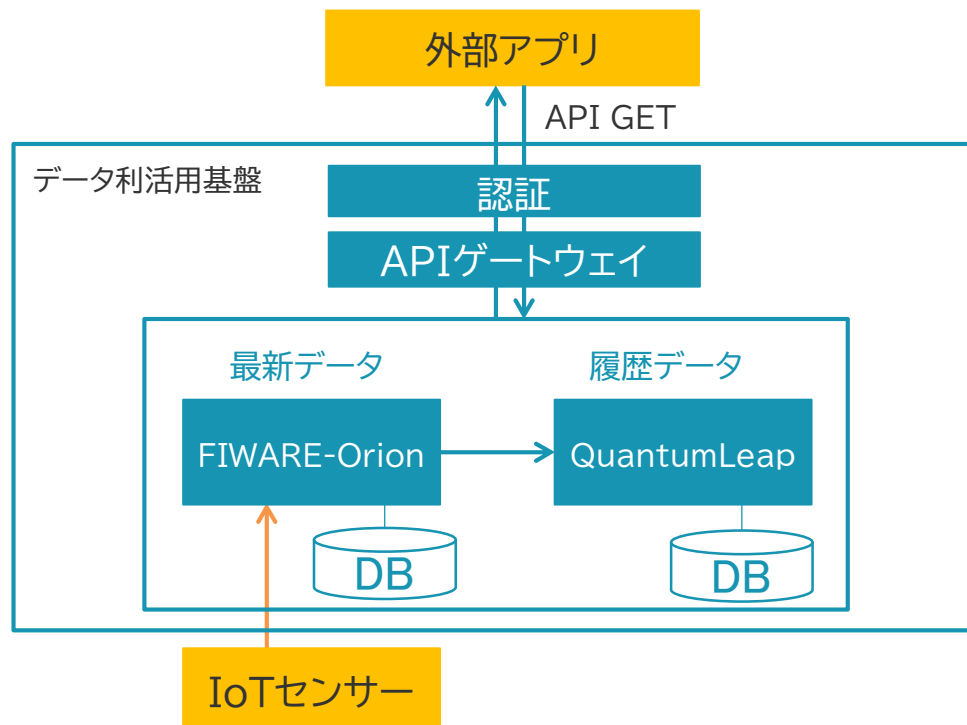 外部アプリ
API GET
データ利活用基盤
認証
APIゲートウェイ
最新データ
履歴データ
FIWARE-Orion
QuantumLeap
DB
DB
IoTセンサー